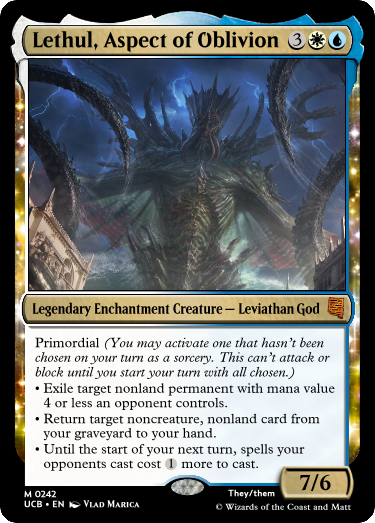 Lethul, Aspect of Oblivion 3
Legendary Enchantment Creature — Leviathan God
Primordial (You may activate one that hasn't been
chosen on your turn as a sorcery. This can't attack or
block until you start your turn with all chosen.)
• Exile target nonland permanent with mana value
4 or less an opponent controls.
• Return target noncreature, nonland card from
your graveyard to your hand.
• Until the start of your next turn, spells your
opponents cast cost 1 more to cast.
7/6
M 0242
UCB • EN Vlad Marica
They/them
© Wizards of the Coast and Matt